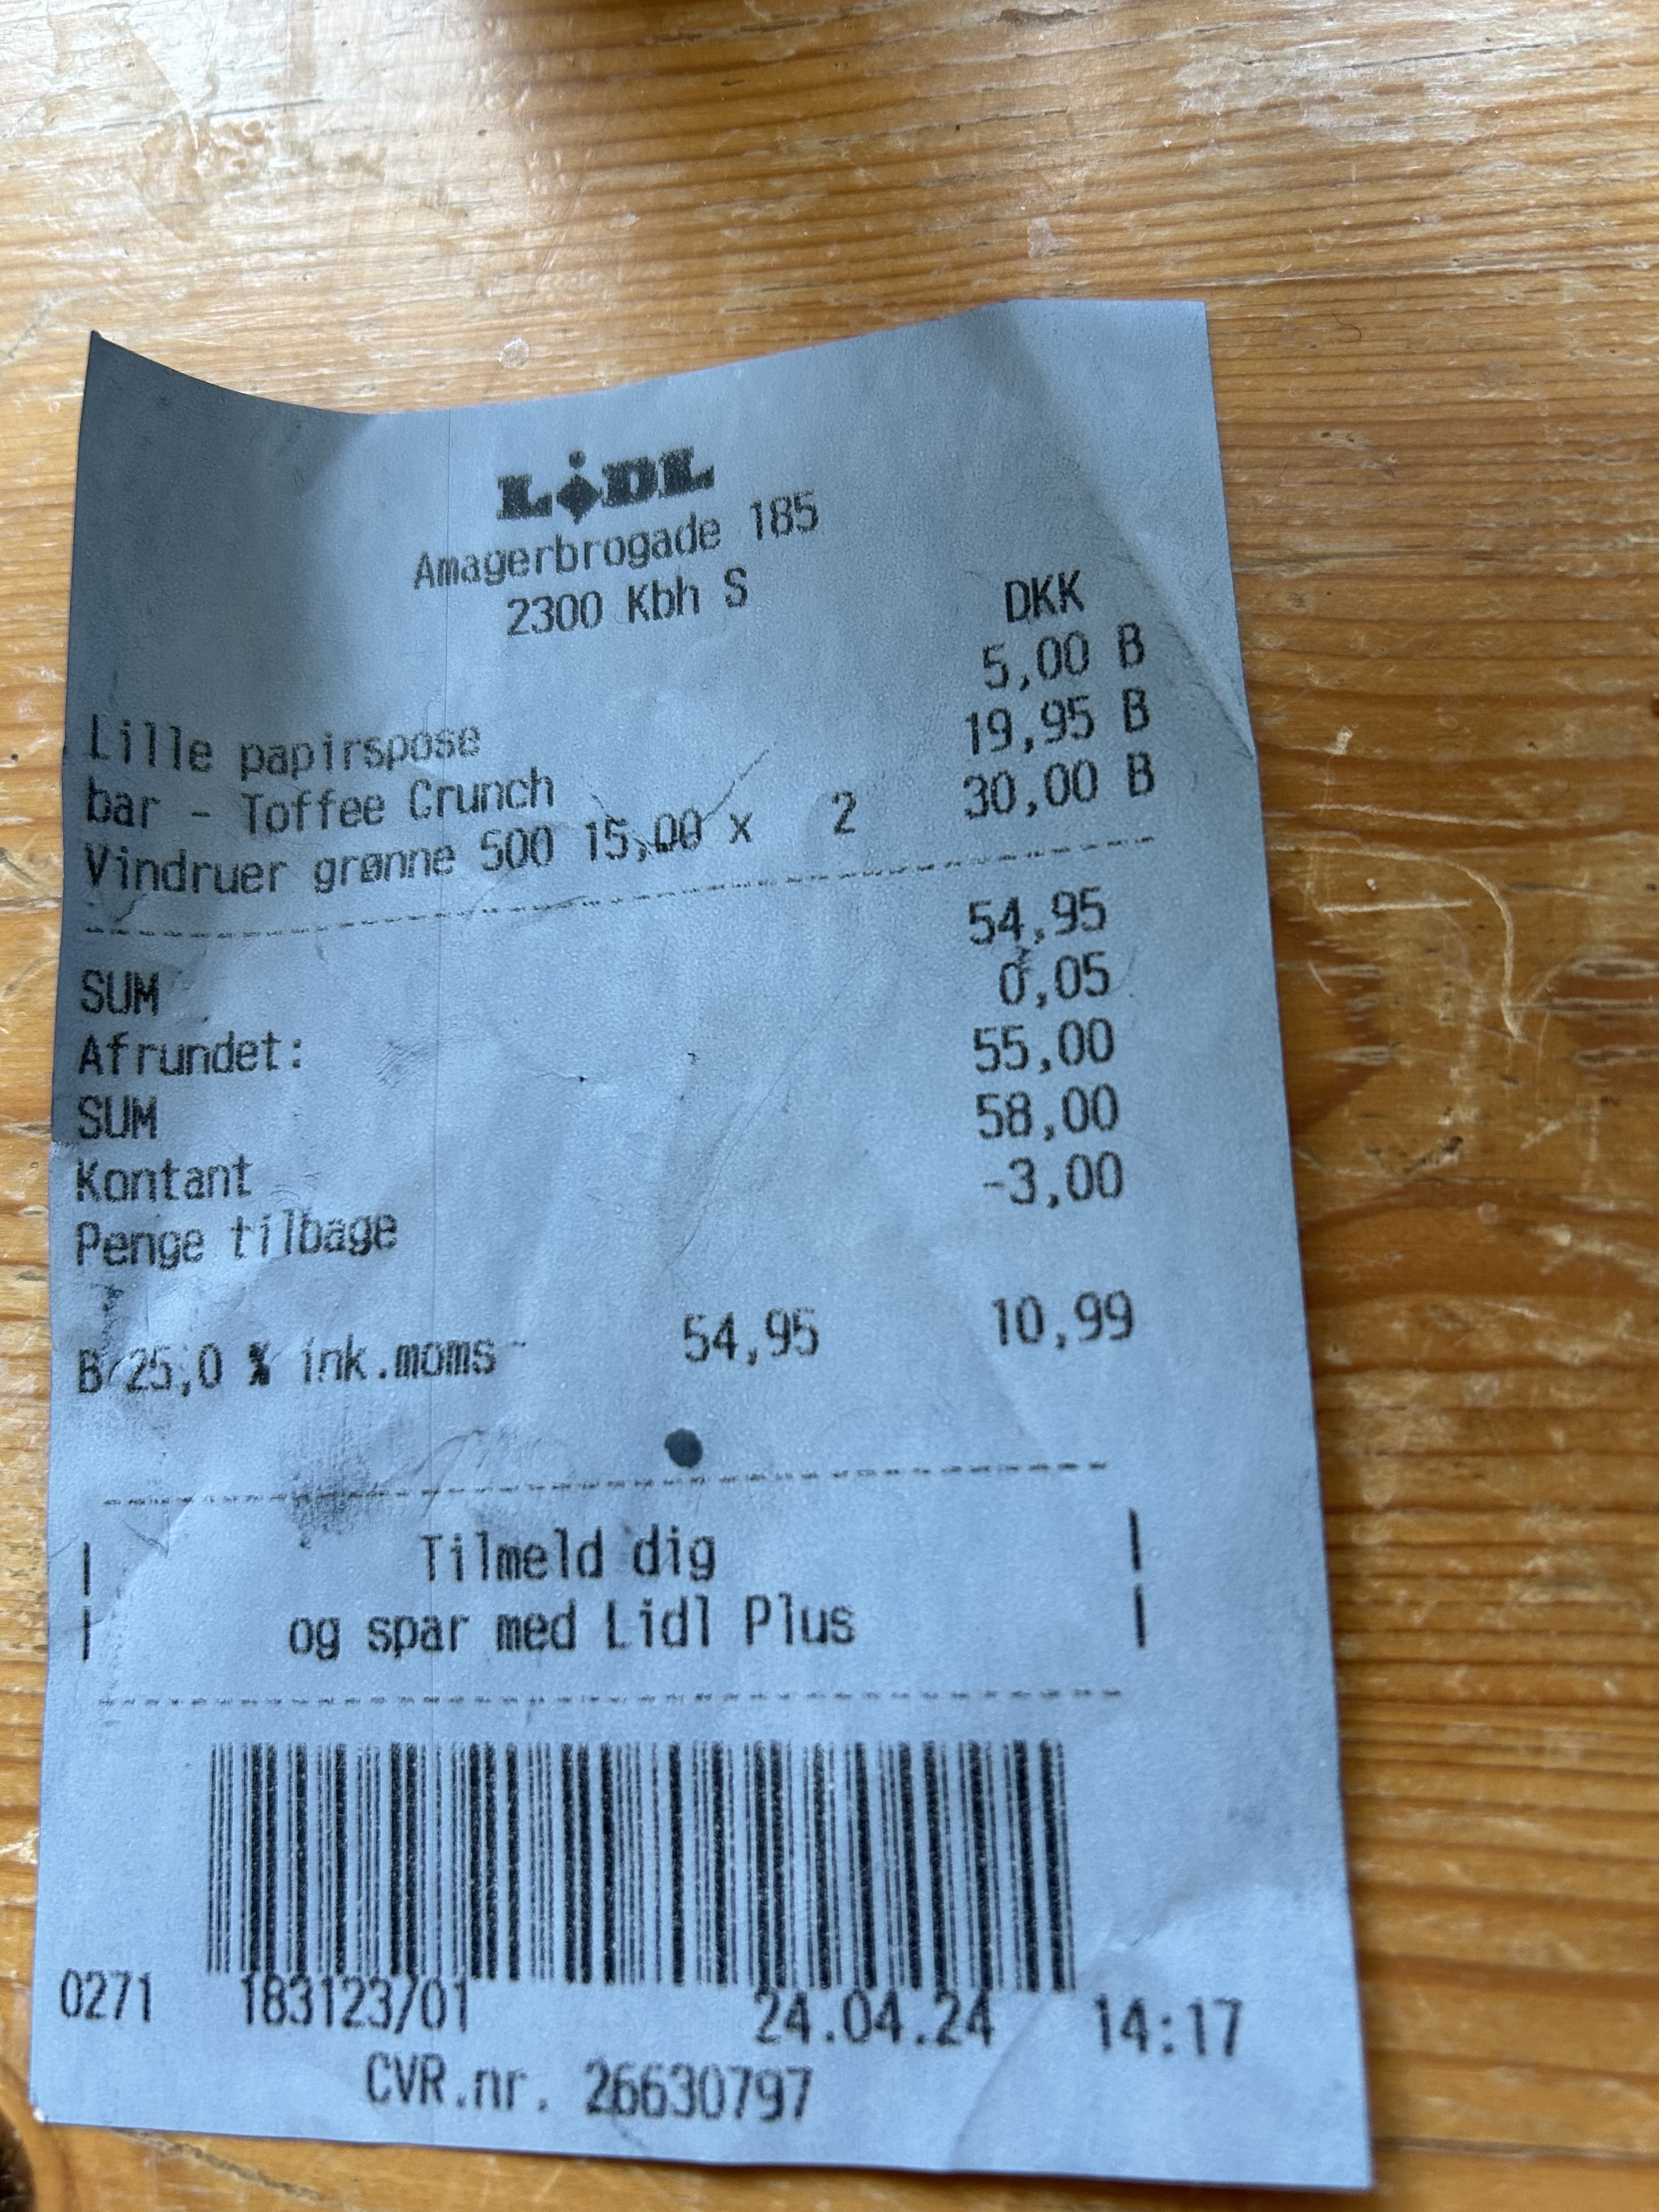 LiDL
Amagerbrogade 185
2300 Kbh S
DKK
Lille papirspose 5,00 B
bar - Toffee Crunch 19,95 B
Vindruer grønne 500 15,00 x 2 30,00 B
SUM 54,95
Afrundet: 0,05
SUM 55,00
Kontant 58,00
Penge tilbage -3,00
B 25,0 % ink.moms 54,95 10,99
Tilmeld dig
og spar med Lidl Plus
0271 183123/01 24.04.24 14:17
CVR.nr. 26630797